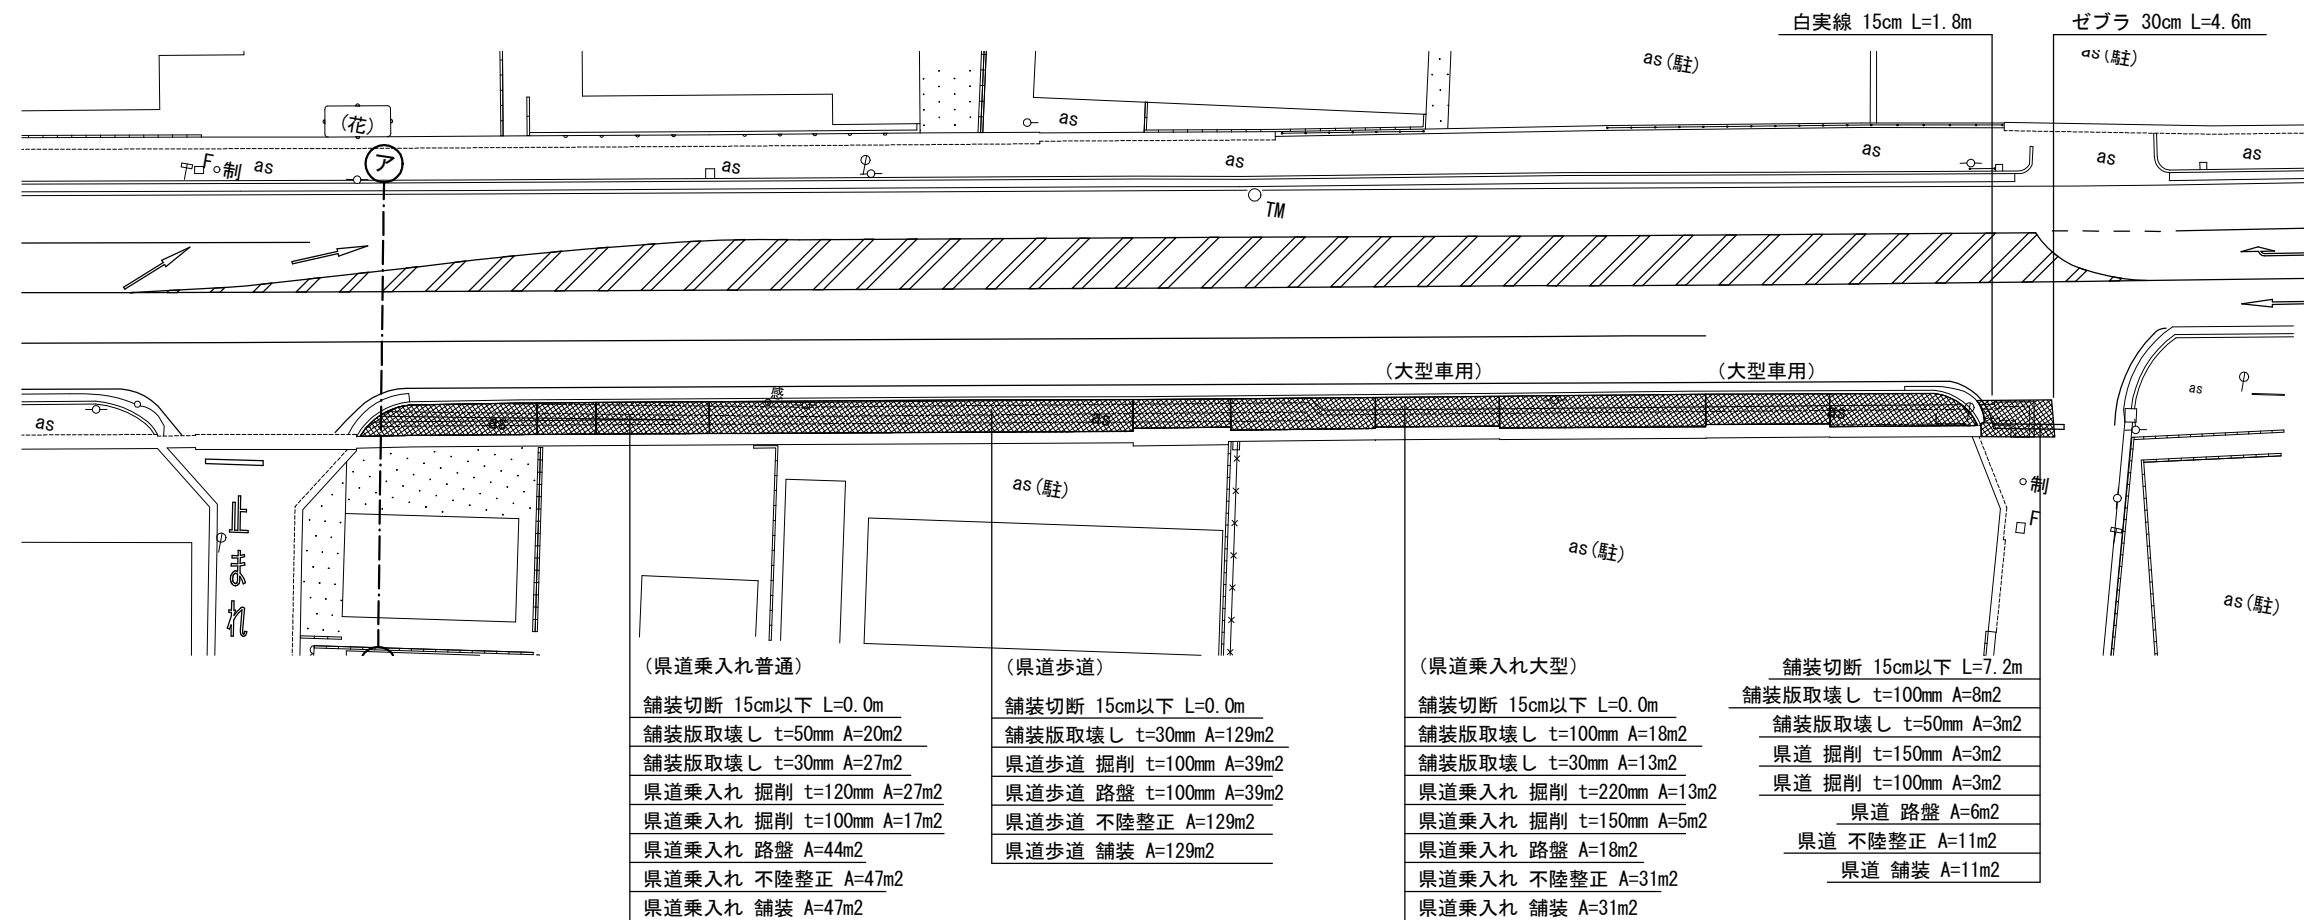 白実線 15cm L=1.8m
ゼブラ 30cm L=4.6m
as(駐)
as(駐)
(花)
as
F
制
as
ア
as
as
as
as
as
TM
(大型車用)
(大型車用)
as
as
as
as
as
止まれ
as(駐)
as(駐)
制
F
as(駐)
(県道乗入れ普通)
舗装切断 15cm以下 L=0.0m
舗装版取壊し t=50mm A=20m2
舗装版取壊し t=30mm A=27m2
県道乗入れ 掘削 t=120mm A=27m2
県道乗入れ 掘削 t=100mm A=17m2
県道乗入れ 路盤 A=44m2
県道乗入れ 不陸整正 A=47m2
県道乗入れ 舗装 A=47m2
(県道歩道)
舗装切断 15cm以下 L=0.0m
舗装版取壊し t=30mm A=129m2
県道歩道 掘削 t=100mm A=39m2
県道歩道 路盤 t=100mm A=39m2
県道歩道 不陸整正 A=129m2
県道歩道 舗装 A=129m2
(県道乗入れ大型)
舗装切断 15cm以下 L=0.0m
舗装版取壊し t=100mm A=18m2
舗装版取壊し t=30mm A=13m2
県道乗入れ 掘削 t=220mm A=13m2
県道乗入れ 掘削 t=150mm A=5m2
県道乗入れ 路盤 A=18m2
県道乗入れ 不陸整正 A=31m2
県道乗入れ 舗装 A=31m2
舗装切断 15cm以下 L=7.2m
舗装版取壊し t=100mm A=8m2
舗装版取壊し t=50mm A=3m2
県道 掘削 t=150mm A=3m2
県道 掘削 t=100mm A=3m2
県道 路盤 A=6m2
県道 不陸整正 A=11m2
県道 舗装 A=11m2